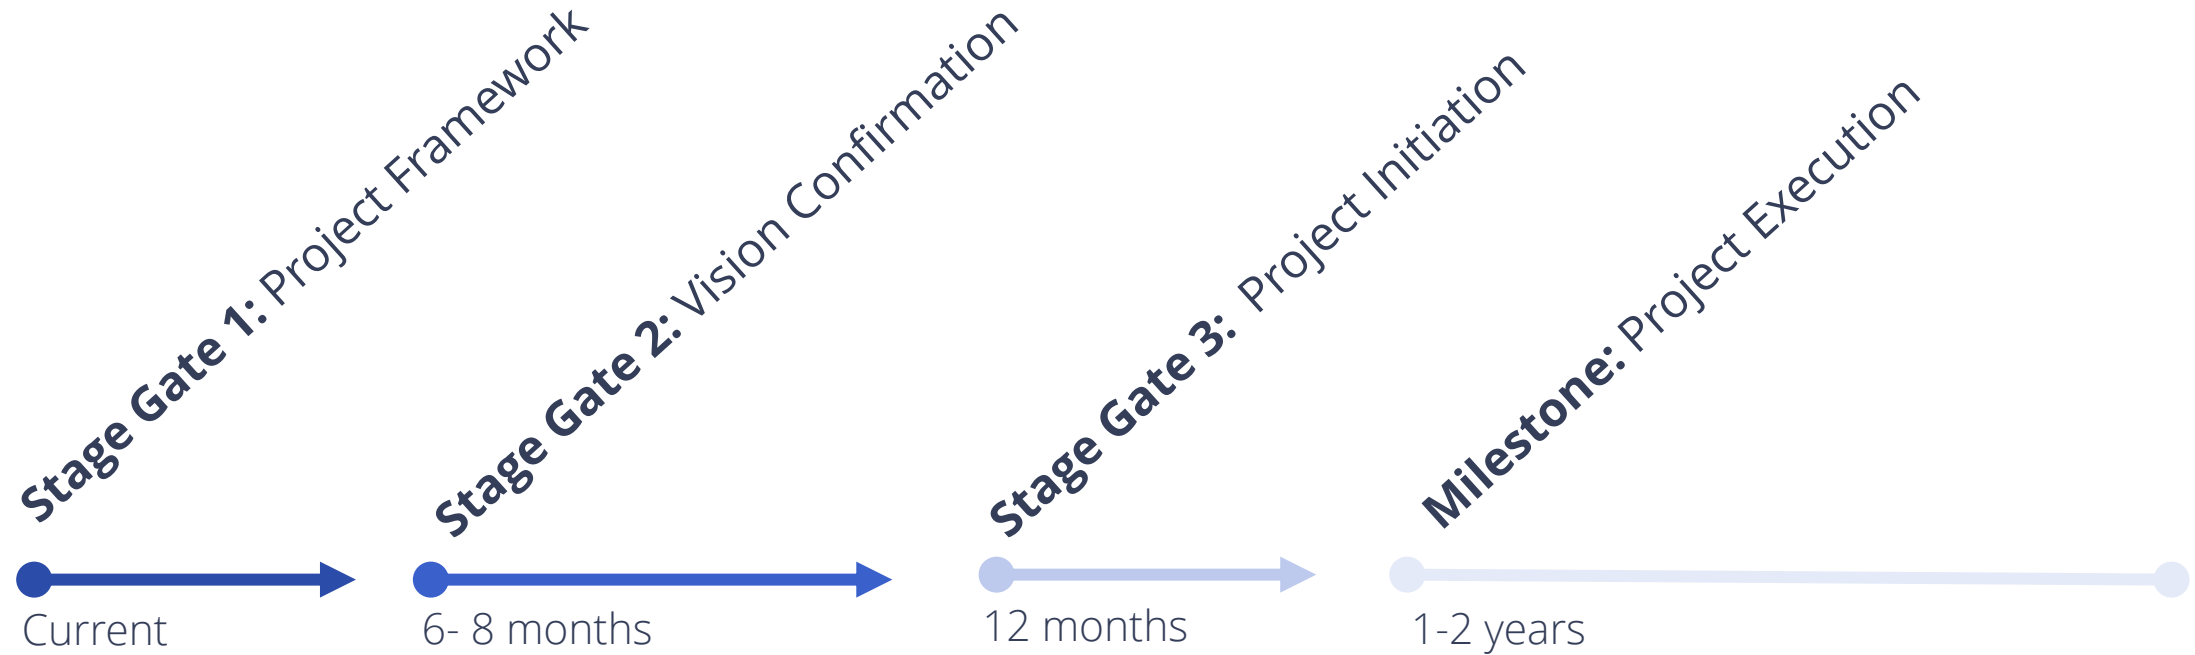 Stage Gate 1: Project Framework
Stage Gate 2: Vision Confirmation
Stage Gate 3: Project Initiation
Milestone: Project Execution
Current
6- 8 months
12 months
1-2 years